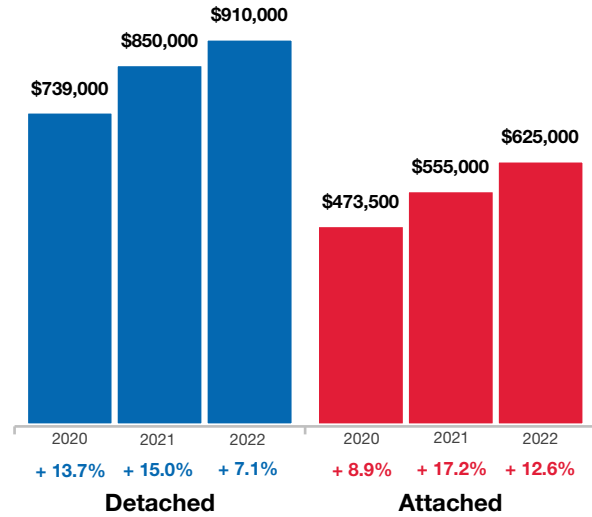 $910,000
$850,000
$739,000
$625,000
$555,000
$473,500
2020 2021 2022 2020 2021 2022
+ 13.7% + 15.0% + 7.1% + 8.9% + 17.2% + 12.6%
Detached Attached